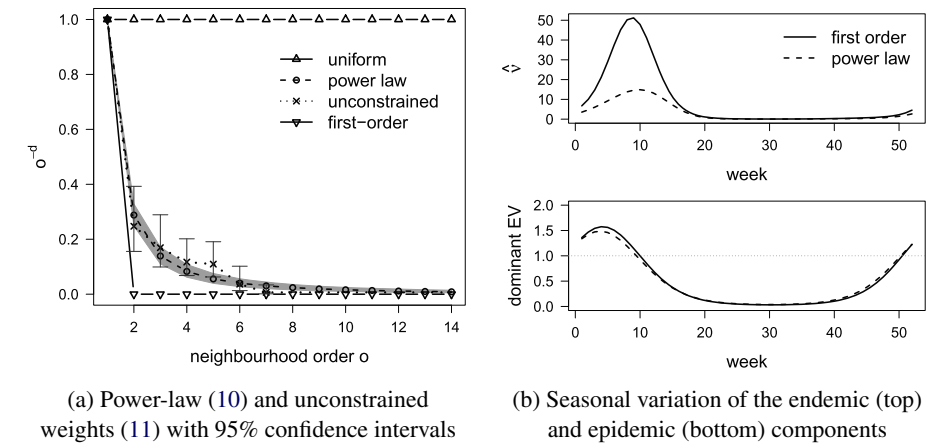 1.0
0.8
0.6
0.4
0.2
0.0
o^-d
uniform
power law
unconstrained
first−order
2 4 6 8 10 12 14
neighbourhood order o
(a) Power-law (10) and unconstrained
weights (11) with 95% confidence intervals
50
40
30
20
10
0
ν̂
first order
power law
0 10 20 30 40 50
week
2.0
1.5
1.0
0.5
0.0
dominant EV
0 10 20 30 40 50
week
(b) Seasonal variation of the endemic (top)
and epidemic (bottom) components